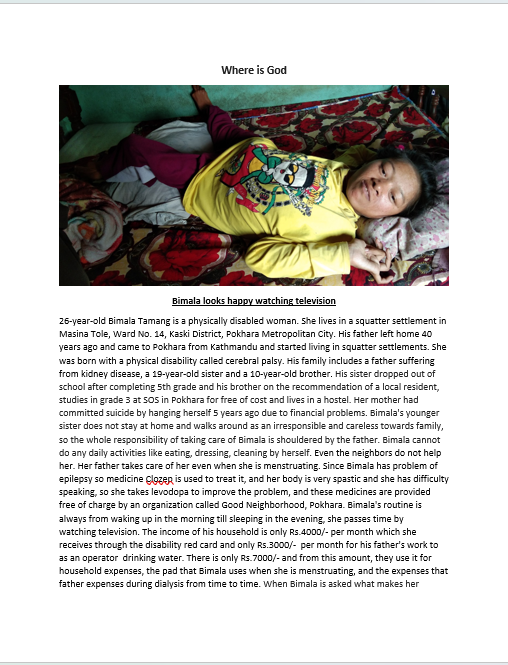 Where is God
Bimala looks happy watching television
26-year-old Bimala Tamang is a physically disabled woman. She lives in a squatter settlement in
Masina Tole, Ward No. 14, Kaski District, Pokhara Metropolitan City. His father left home 40
years ago and came to Pokhara from Kathmandu and started living in squatter settlements. She
was born with a physical disability called cerebral palsy. His family includes a father suffering
from kidney disease, a 19-year-old sister and a 10-year-old brother. His sister dropped out of
school after completing 5th grade and his brother on the recommendation of a local resident,
studies in grade 3 at SOS in Pokhara for free of cost and lives in a hostel. Her mother had
committed suicide by hanging herself 5 years ago due to financial problems. Bimala's younger
sister does not stay at home and walks around as an irresponsible and careless towards family,
so the whole responsibility of taking care of Bimala is shouldered by the father. Bimala cannot
do any daily activities like eating, dressing, cleaning by herself. Even the neighbors do not help
her. Her father takes care of her even when she is menstruating. Since Bimala has problem of
epilepsy so medicine Clozep is used to treat it, and her body is very spastic and she has difficulty
speaking, so she takes levodopa to improve the problem, and these medicines are provided
free of charge by an organization called Good Neighborhood, Pokhara. Bimala's routine is
always from waking up in the morning till sleeping in the evening, she passes time by
watching television. The income of his household is only Rs.4000/- per month which she
receives through the disability red card and only Rs.3000/- per month for his father's work to
as an operator drinking water. There is only Rs.7000/- and from this amount, they use it for
household expenses, the pad that Bimala uses when she is menstruating, and the expenses that
father expenses during dialysis from time to time. When Bimala is asked what makes her